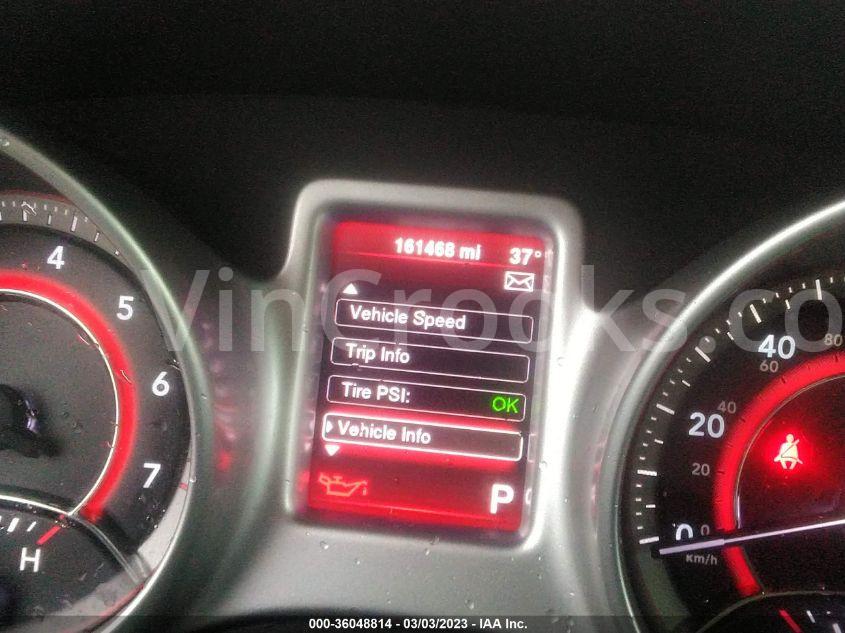 161468 mi 37°
Vehicle Speed
Trip Info
Tire PSI: OK
Vehicle Info
P
4
5
6
7
H
40
80
60
20
40
20
0
0
km/h
VinCrooks.co
000-36048814 - 03/03/2023 - IAA Inc.